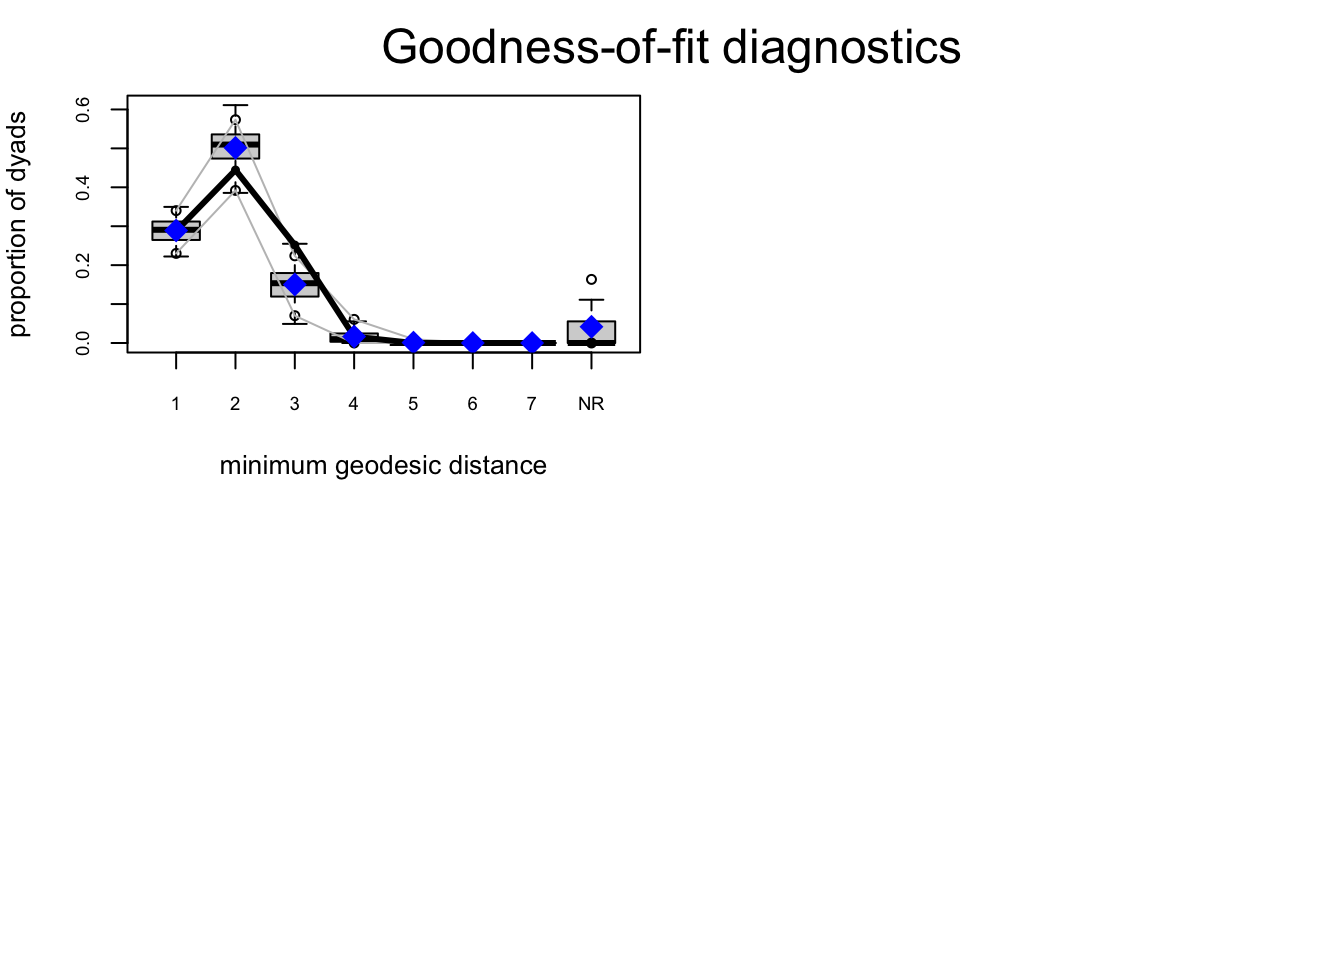 Goodness-of-fit diagnostics
proportion of dyads
0.6
0.4
0.2
0.0
1 2 3 4 5 6 7 NR
minimum geodesic distance